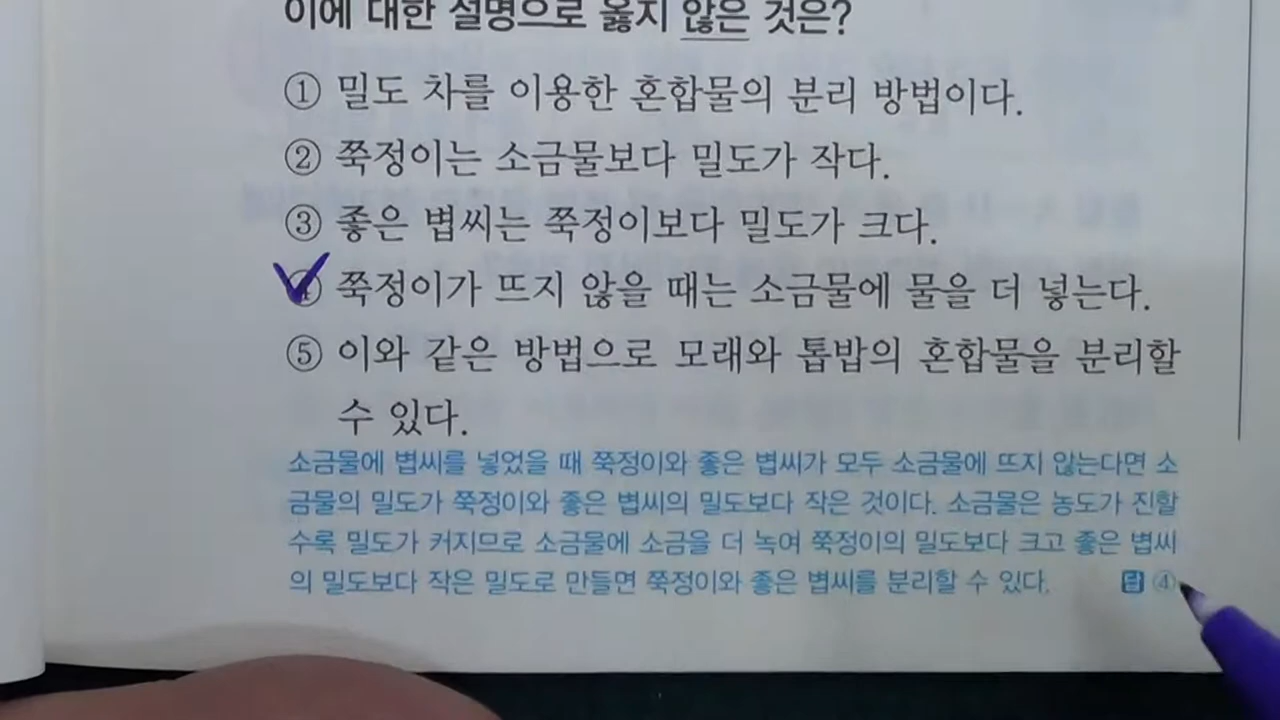 이에 대한 설명으로 옳지 않은 것은?
① 밀도 차를 이용한 혼합물의 분리 방법이다.
② 쭉정이는 소금물보다 밀도가 작다.
③ 좋은 볍씨는 쭉정이보다 밀도가 크다.
④ 쭉정이가 뜨지 않을 때는 소금물에 물을 더 넣는다.
⑤ 이와 같은 방법으로 모래와 톱밥의 혼합물을 분리할
수 있다.
소금물에 볍씨를 넣었을 때 쭉정이와 좋은 볍씨가 모두 소금물에 뜨지 않는다면 소
금물의 밀도가 쭉정이와 좋은 볍씨의 밀도보다 작은 것이다. 소금물은 농도가 진할
수록 밀도가 커지므로 소금물에 소금을 더 녹여 쭉정이의 밀도보다 크고 좋은 볍씨
의 밀도보다 작은 밀도로 만들면 쭉정이와 좋은 볍씨를 분리할 수 있다. 답 ④